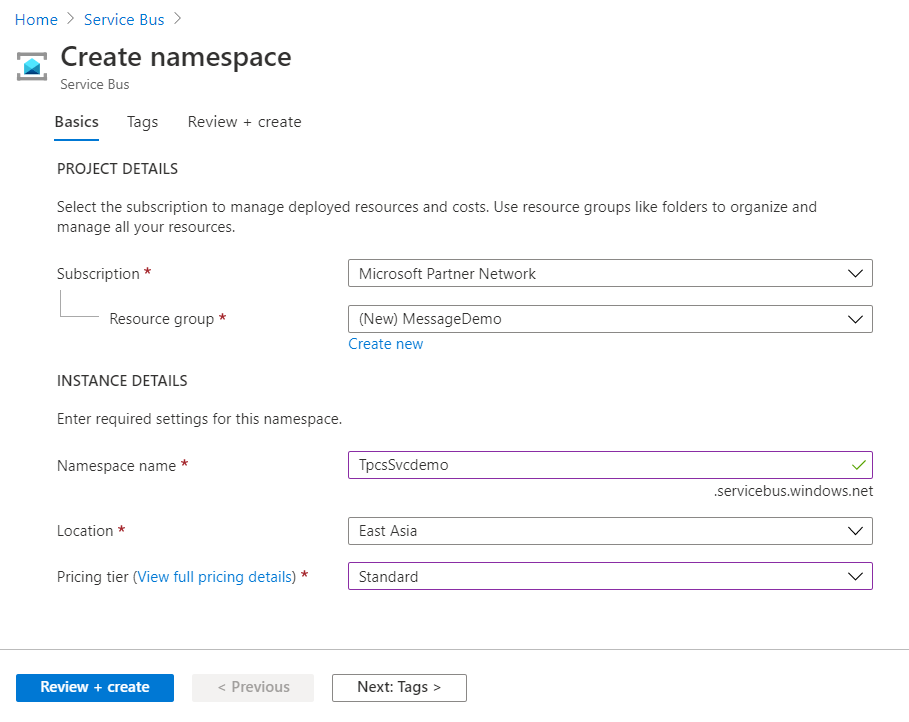 Home > Service Bus >
Create namespace
Service Bus
Basics Tags Review + create
PROJECT DETAILS
Select the subscription to manage deployed resources and costs. Use resource groups like folders to organize and
manage all your resources.
Subscription * Microsoft Partner Network
Resource group * (New) MessageDemo
Create new
INSTANCE DETAILS
Enter required settings for this namespace.
Namespace name * TpcsSvcdemo
.servicebus.windows.net
Location * East Asia
Pricing tier (View full pricing details) * Standard
Review + create < Previous Next: Tags >